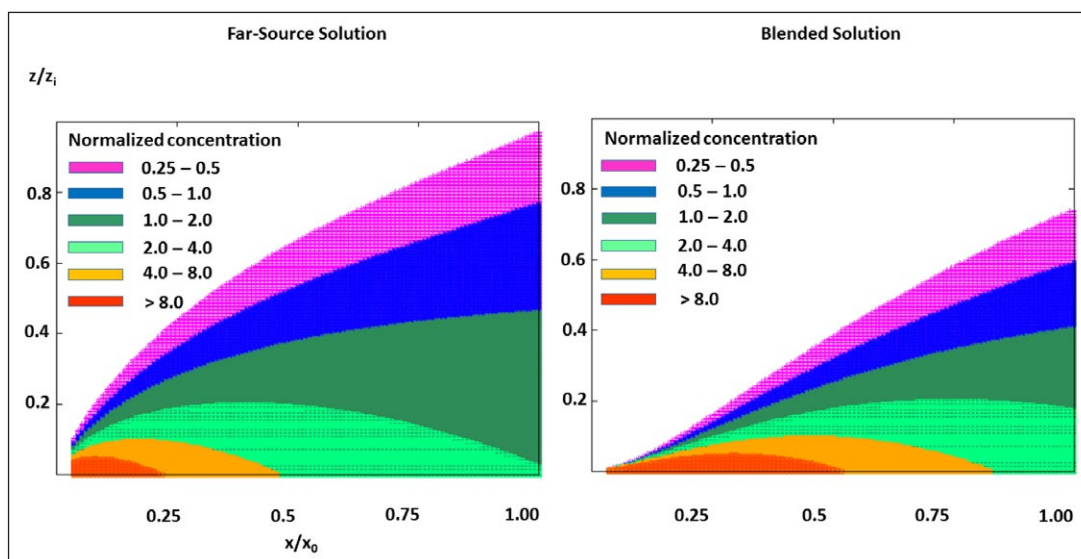 Far-Source Solution
Blended Solution
z/zᵢ
Normalized concentration
0.25 – 0.5
0.5 – 1.0
1.0 – 2.0
2.0 – 4.0
4.0 – 8.0
> 8.0
0.8
0.6
0.4
0.2
0.25
0.5
0.75
1.00
x/x₀
Normalized concentration
0.25 – 0.5
0.5 – 1.0
1.0 – 2.0
2.0 – 4.0
4.0 – 8.0
> 8.0
0.8
0.6
0.4
0.2
0.25
0.5
0.75
1.00